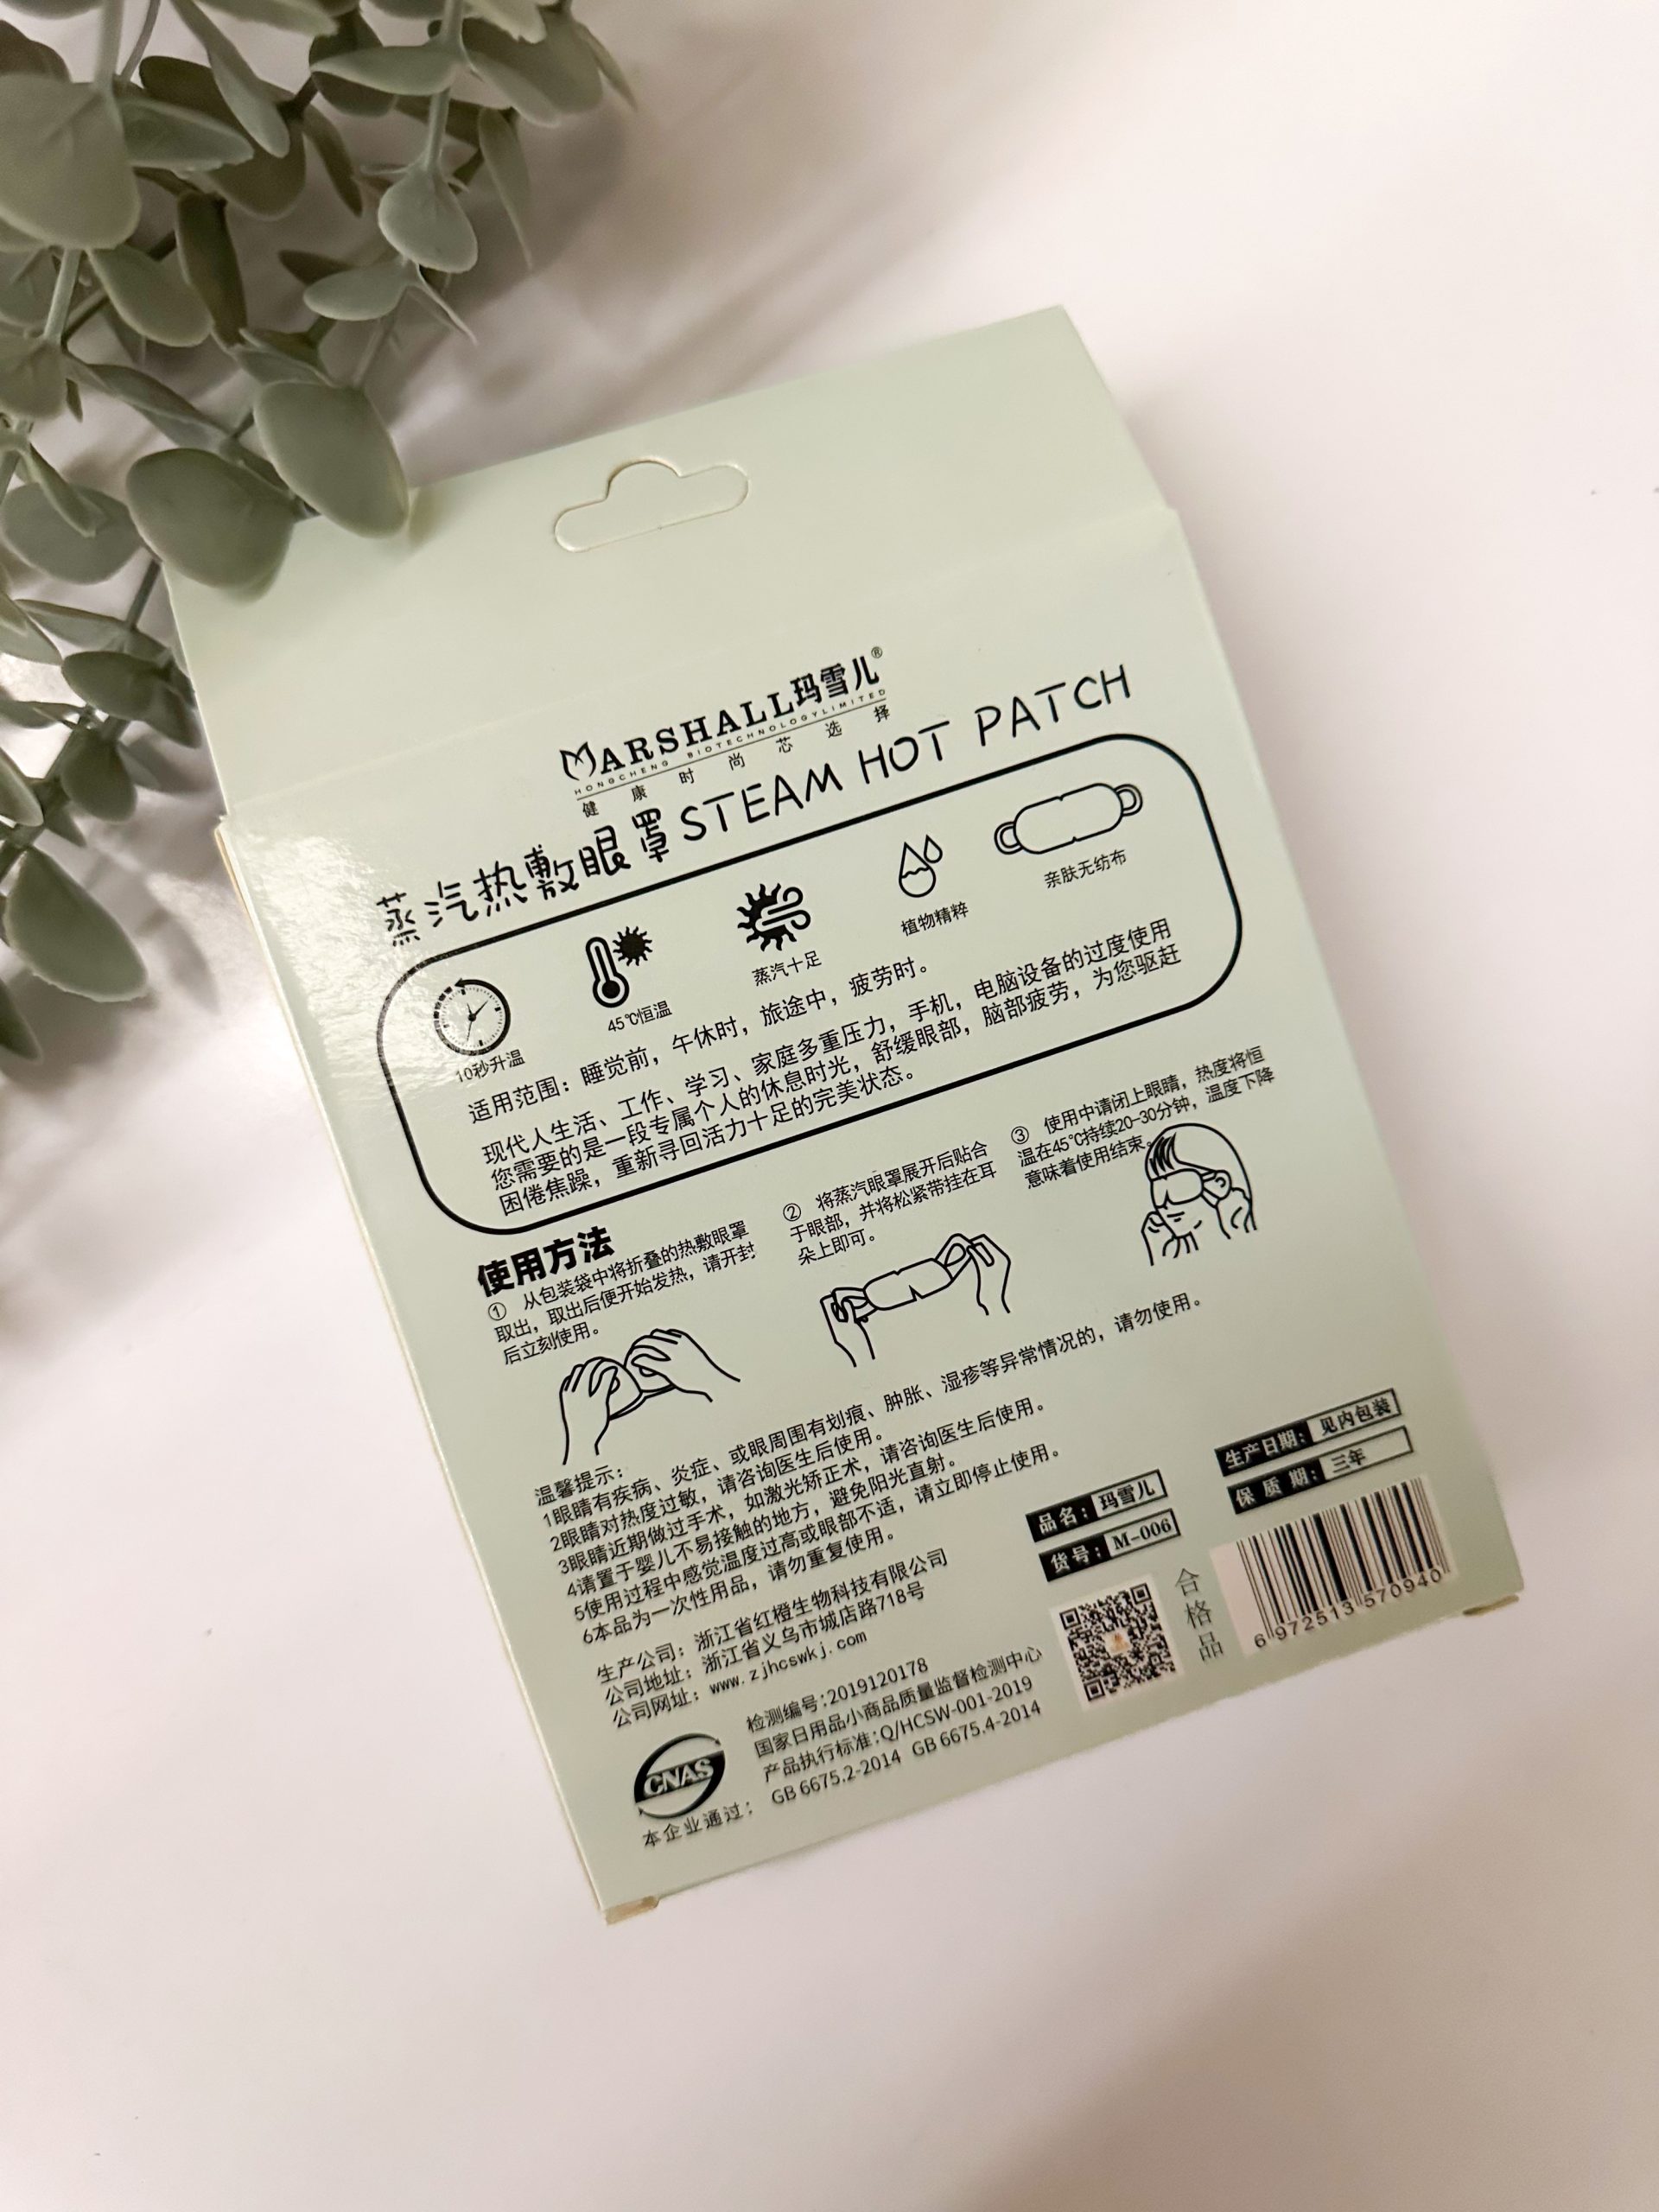 MARSHALL玛雪儿®
HONGCHENG BIOTECHNOLOGYLIMITED
健康时尚芯选择
蒸汽热敷眼罩STEAM HOT PATCH
10秒升温
45℃恒温
蒸汽十足
植物精粹
亲肤无纺布
适用范围：睡觉前，午休时，旅途中，疲劳时。
现代人生活、工作、学习、家庭多重压力，手机，电脑设备的过度使用
您需要的是一段专属个人的休息时光，舒缓眼部，脑部疲劳，为您驱赶
困倦焦躁，重新寻回活力十足的完美状态。
使用方法
① 从包装袋中将折叠的热敷眼罩
取出，取出后便开始发热，请开封
后立刻使用。
② 将蒸汽眼罩展开后贴合
于眼部，并将松紧带挂在耳
朵上即可。
③ 使用中请闭上眼睛，热度将恒
温在45℃持续20-30分钟，温度下降
意味着使用结束。
温馨提示：
1眼睛有疾病、炎症、或眼周围有划痕、肿胀、湿疹等异常情况的，请勿使用。
2眼睛对热度过敏，请咨询医生后使用。
3眼睛近期做过手术，如激光矫正术，请咨询医生后使用。
4请置于婴儿不易接触的地方，避免阳光直射。
5使用过程中感觉温度过高或眼部不适，请立即停止使用。
6本品为一次性用品，请勿重复使用。
生产公司：浙江省红橙生物科技有限公司
公司地址：浙江省义乌市城店路718号
公司网址：www.zjhcswkj.com
品名：玛雪儿
货号：M-006
生产日期：见内包装
保质期：三年
合格品
6 972513 570940
CNAS
本企业通过：
检测编号:2019120178
国家日用品小商品质量监督检测中心
产品执行标准:Q/HCSW-001-2019
GB 6675.2-2014 GB 6675.4-2014